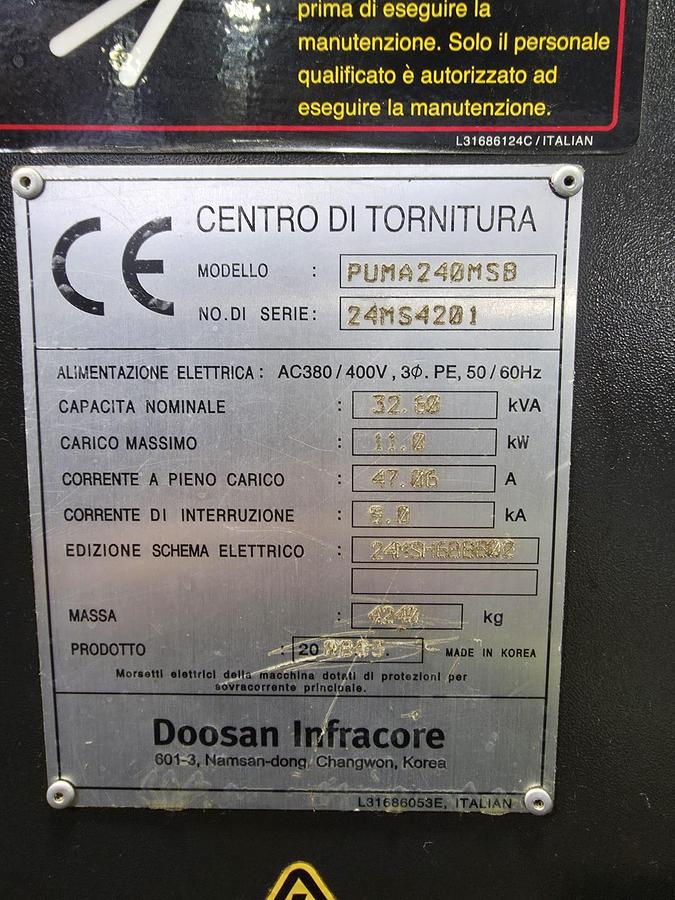 prima di eseguire la
manutenzione. Solo il personale
qualificato è autorizzato ad
eseguire la manutenzione.
L31686124C / ITALIAN
CE CENTRO DI TORNITURA
MODELLO : PUMA240MSB
NO.DI SERIE: 24MS4201
ALIMENTAZIONE ELETTRICA : AC380 / 400V , 3Φ. PE, 50 / 60Hz
CAPACITA NOMINALE : 32.60 kVA
CARICO MASSIMO : 11.0 kW
CORRENTE A PIENO CARICO : 47.06 A
CORRENTE DI INTERRUZIONE : 5.0 kA
EDIZIONE SCHEMA ELETTRICO :
MASSA : 4240 kg
PRODOTTO : 20 MADE IN KOREA
Morsetti elettrici della macchina dotati di protezioni per
sovracorrente principale.
Doosan Infracore
601-3, Namsan-dong, Changwon, Korea
L31686053E, ITALIAN